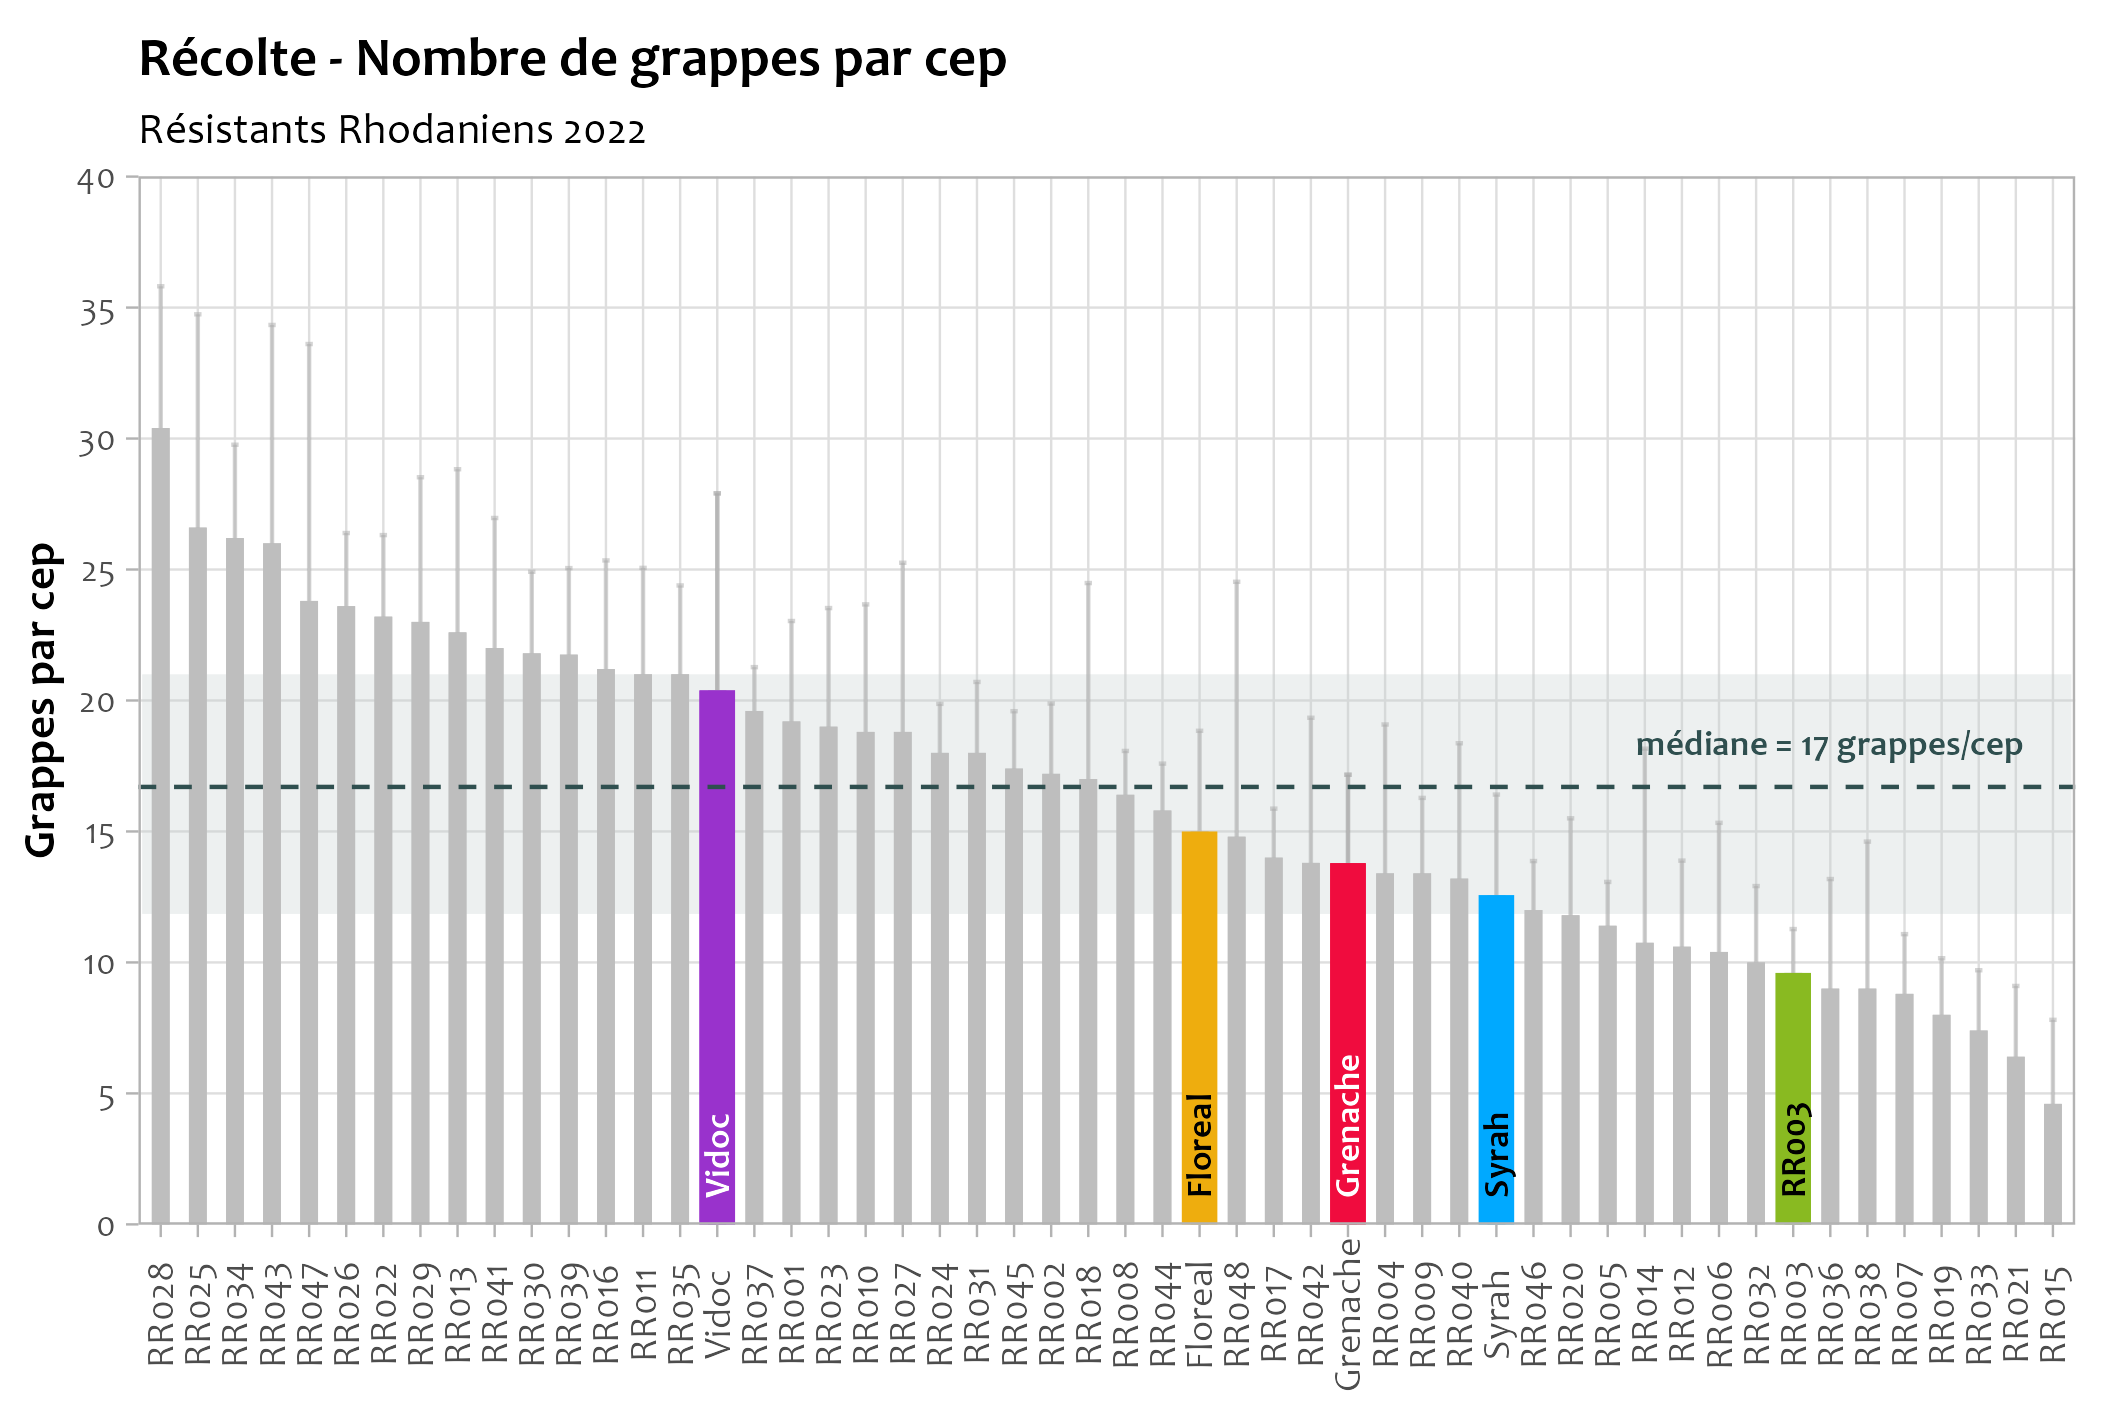 Récolte - Nombre de grappes par cep
Résistants Rhodaniens 2022
Grappes par cep
40
35
30
25
20
15
10
5
0
médiane = 17 grappes/cep
Vidoc
Floreal
Grenache
Syrah
RR003
RR028
RR025
RR034
RR043
RR047
RR026
RR022
RR029
RR013
RR041
RR030
RR039
RR016
RR011
RR035
Vidoc
RR037
RR001
RR023
RR010
RR027
RR024
RR031
RR045
RR002
RR018
RR008
RR044
Floreal
RR048
RR017
RR042
Grenache
RR004
RR009
RR040
Syrah
RR046
RR020
RR005
RR014
RR012
RR006
RR032
RR003
RR036
RR038
RR007
RR019
RR033
RR021
RR015